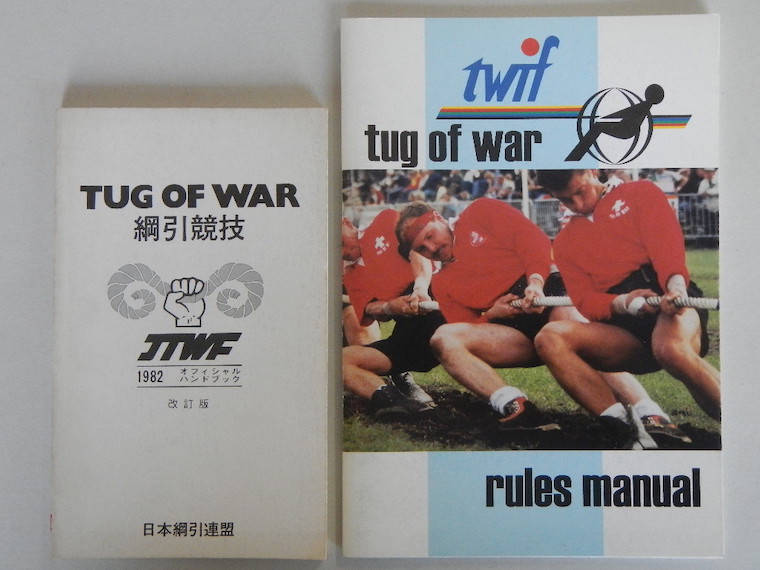 TUG OF WAR
綱引競技
JTWF
1982 オフィシャル
ハンドブック
改訂版
日本綱引連盟
twif
tug of war
rules manual